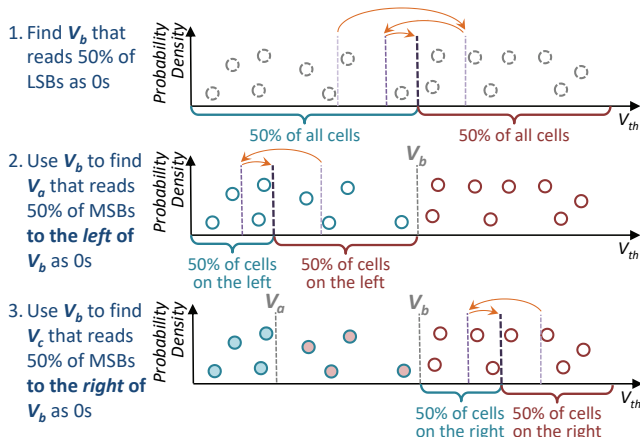 1. Find V_b that
reads 50% of
LSBs as 0s
Probability
Density
50% of all cells
50% of all cells
V_th
2. Use V_b to find
V_a that reads
50% of MSBs
to the left of
V_b as 0s
Probability
Density
V_b
50% of cells
on the left
50% of cells
on the left
V_th
3. Use V_b to find
V_c that reads
50% of MSBs
to the right of
V_b as 0s
Probability
Density
V_a
V_b
V_th
50% of cells
on the right
50% of cells
on the right